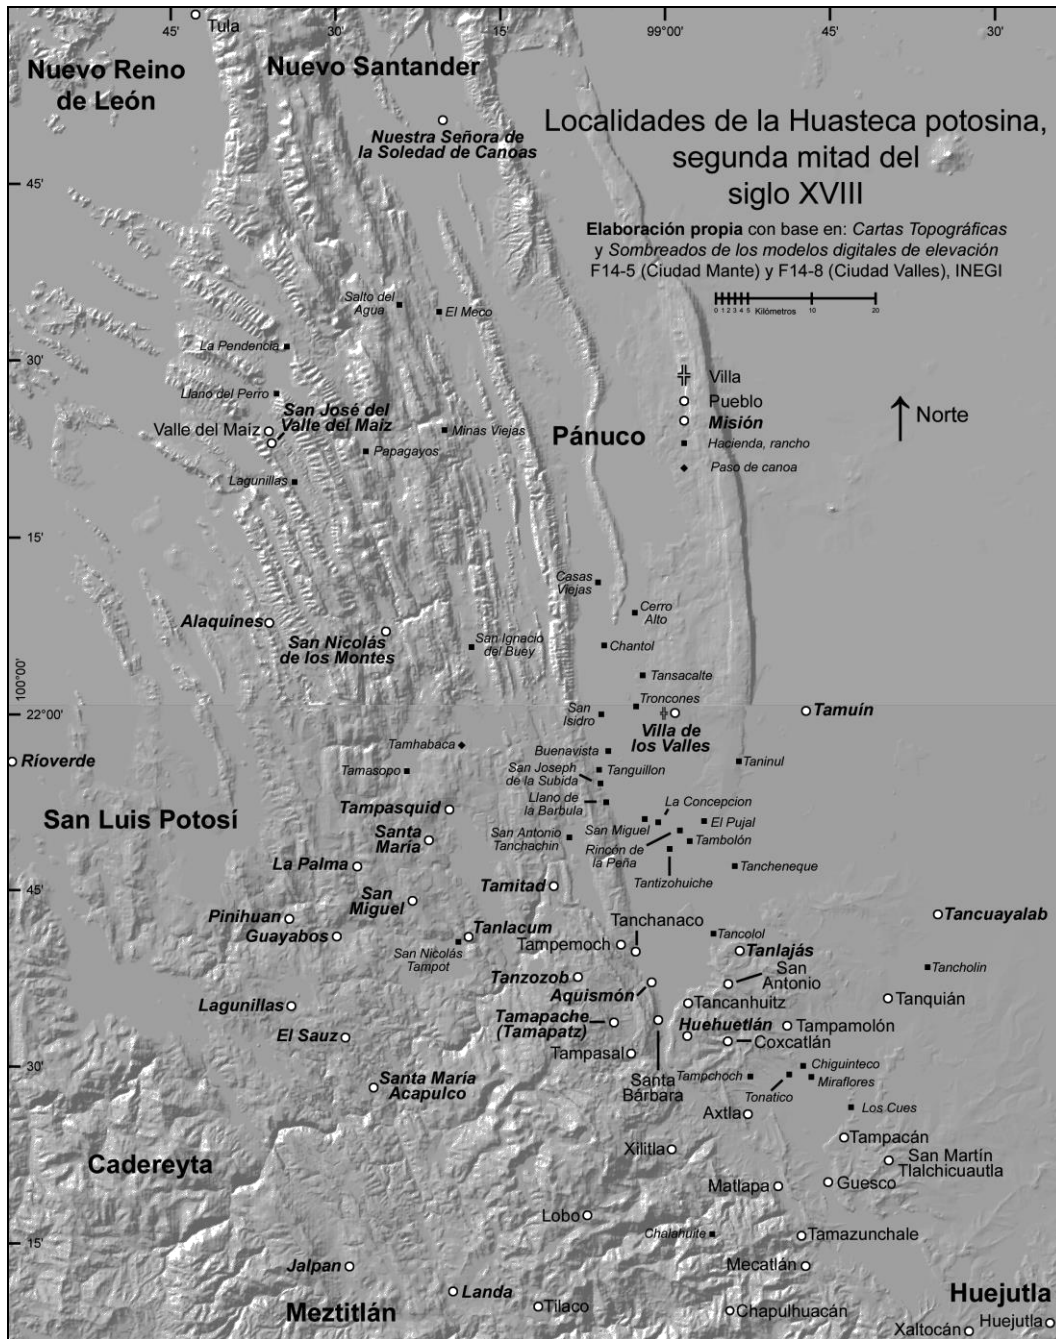 45'
30'
15'
99°00'
45'
30'
Tula
Nuevo Reino
de León
Nuevo Santander
Nuestra Señora de
la Soledad de Canoas
Localidades de la Huasteca potosina,
segunda mitad del
siglo XVIII
Elaboración propia con base en: Cartas Topográficas
y Sombreados de los modelos digitales de elevación
F14-5 (Ciudad Mante) y F14-8 (Ciudad Valles), INEGI
0 1 2 3 4 5 Kilómetros 10 20
45'
Salto del
Agua
El Meco
La Pendencia
30'
Villa
Pueblo
Misión
Hacienda, rancho
Paso de canoa
Norte
Llano del Perro
San José del
Valle del Maiz
Valle del Maíz
Minas Viejas
Pánuco
Papagayos
Lagunillas
15'
Casas
Viejas
Cerro
Alto
Alaquines
San Nicolás
de los Montes
San Ignacio
del Buey
Chantol
Tansacalte
100°00'
22°00'
Troncones
San
Isidro
Villa de
los Valles
Tamuín
Tamhabaca
Buenavista
Ríoverde
Tamasopo
San Joseph
de la Subida
Tanguillon
Taninul
San Luis Potosí
Tampasquid
Llano de
la Barbula
La Concepcion
El Pujal
Santa
María
San Antonio
Tanchachin
San Miguel
Rincón de
la Peña
Tambolón
La Palma
Tantizohuiche
Tancheneque
45'
San
Miguel
Tamitad
Pinihuan
Guayabos
Tanlacum
Tanchanaco
Tancuayalab
San Nicolás
Tampot
Tampemoch
Tancolol
Tanlajás
Tanzozob
Aquismón
San
Antonio
Tancholin
Lagunillas
Tancanhuitz
Tanquián
El Sauz
Tamapache
(Tamapatz)
Huehuetlán
Tampamolón
Coxcatlán
Tampasal
30'
Santa María
Acapulco
Santa
Bárbara
Tampchoch
Chiguinteco
Tonatico
Miraflores
Axtla
Los Cues
Cadereyta
Xilitla
Tampacán
San Martín
Tlalchicuautla
Matlapa
Guesco
Lobo
15'
Chalahuite
Tamazunchale
Jalpan
Mecatlán
Meztitlán
Landa
Tilaco
Chapulhuacán
Huejutla
Huejutla
Xaltocán